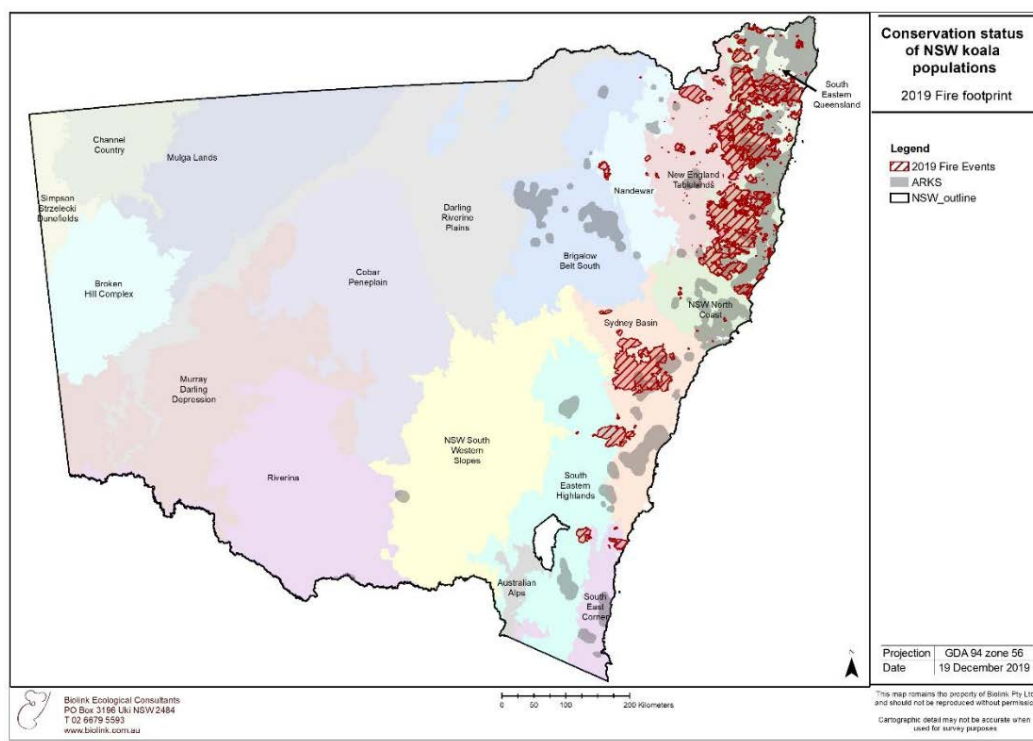 Conservation status
of NSW koala
populations
2019 Fire footprint
South
Eastern
Queensland
Legend
2019 Fire Events
ARKS
NSW_outline
Channel
Country
Mulga Lands
Simpson
Strzelecki
Dunefields
Darling
Riverine
Plains
Nandewar
New England
Tablelands
Broken
Hill Complex
Cobar
Peneplain
Brigalow
Belt South
NSW North
Coast
Sydney Basin
Murray
Darling
Depression
NSW South
Western
Slopes
Riverina
South
Eastern
Highlands
Australian
Alps
South
East
Corner
N
Projection GDA 94 zone 56
Date 19 December 2019
Biolink Ecological Consultants
PO Box 3196 Uki NSW 2484
T 02 6679 5593
www.biolink.com.au
0 50 100 200 Kilometers
This map remains the property of Biolink Pty Ltd
and should not be reproduced without permission
Cartographic detail may not be accurate when
used for survey purposes